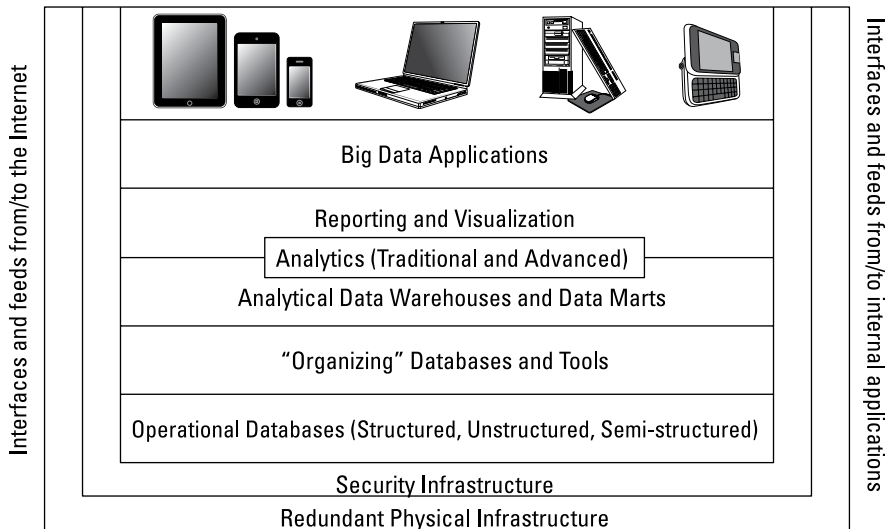 Interfaces and feeds from/to the Internet
Big Data Applications
Reporting and Visualization
Analytics (Traditional and Advanced)
Analytical Data Warehouses and Data Marts
“Organizing” Databases and Tools
Operational Databases (Structured, Unstructured, Semi-structured)
Security Infrastructure
Redundant Physical Infrastructure
Interfaces and feeds from/to internal applications